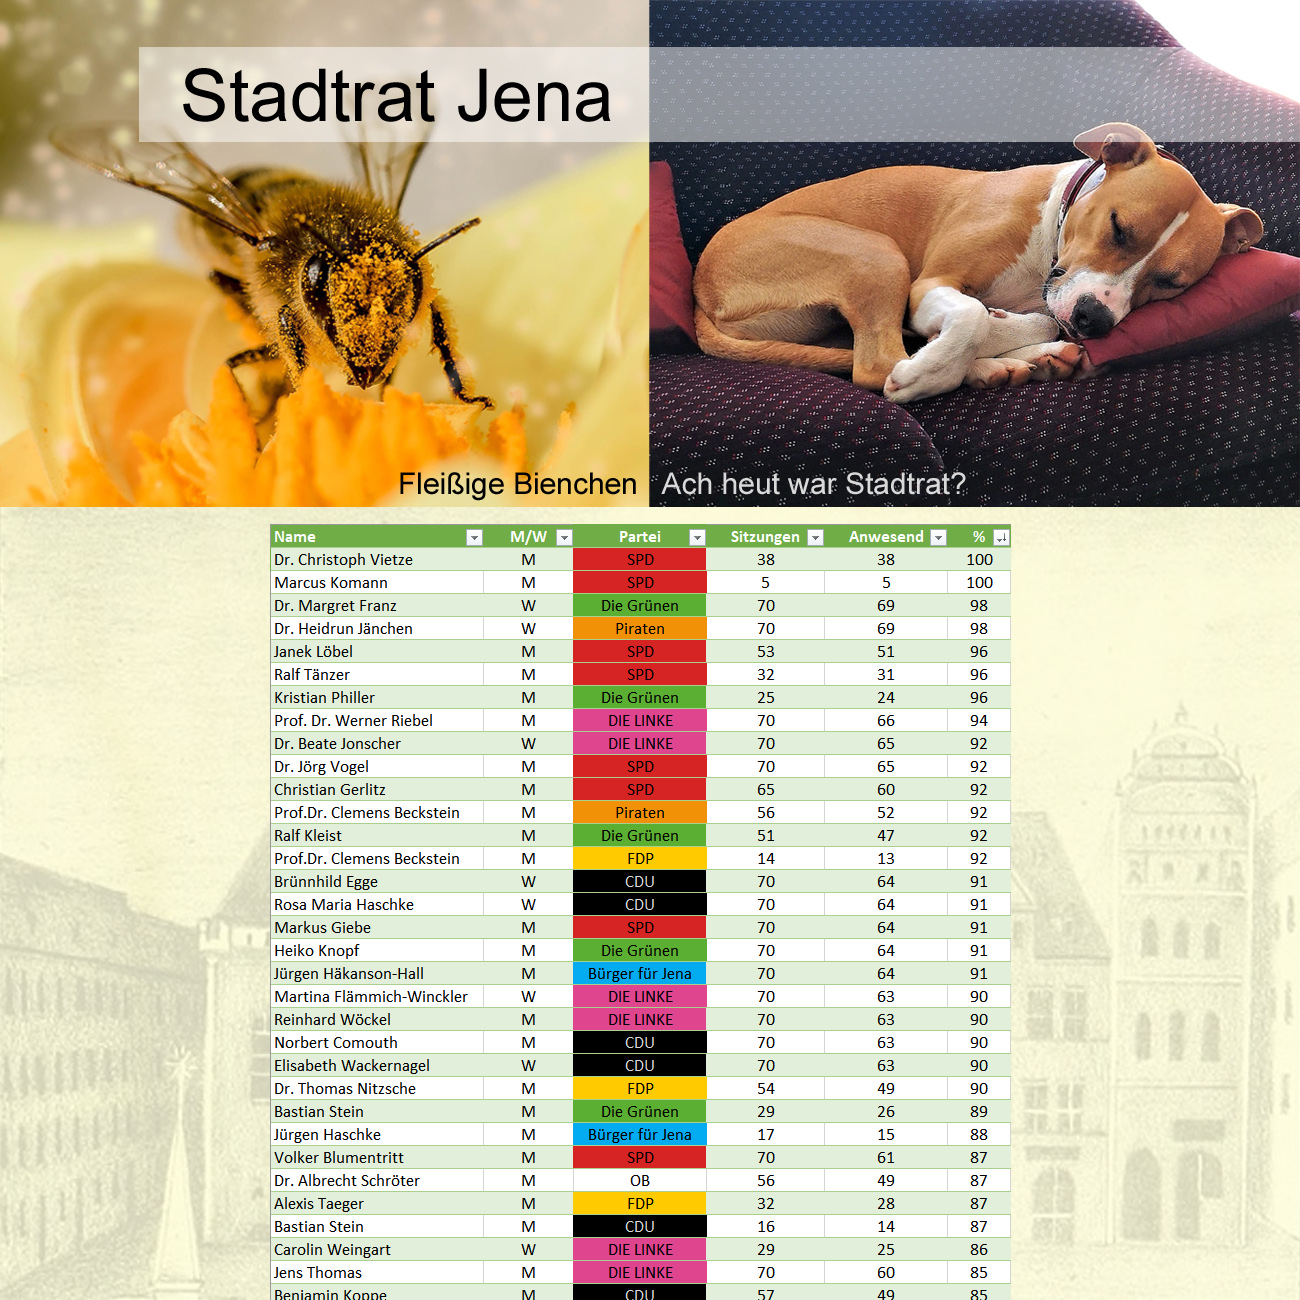 Stadtrat Jena
Fleißige Bienchen
Ach heut war Stadtrat?
Name M/W Partei Sitzungen Anwesend %
Dr. Christoph Vietze M SPD 38 38 100
Marcus Komann M SPD 5 5 100
Dr. Margret Franz W Die Grünen 70 69 98
Dr. Heidrun Jänchen W Piraten 70 69 98
Janek Löbel M SPD 53 51 96
Ralf Tänzer M SPD 32 31 96
Kristian Philler M Die Grünen 25 24 96
Prof. Dr. Werner Riebel M DIE LINKE 70 66 94
Dr. Beate Jonscher W DIE LINKE 70 65 92
Dr. Jörg Vogel M SPD 70 65 92
Christian Gerlitz M SPD 65 60 92
Prof.Dr. Clemens Beckstein M Piraten 56 52 92
Ralf Kleist M Die Grünen 51 47 92
Prof.Dr. Clemens Beckstein M FDP 14 13 92
Brünnhild Egge W CDU 70 64 91
Rosa Maria Haschke W CDU 70 64 91
Markus Giebe M SPD 70 64 91
Heiko Knopf M Die Grünen 70 64 91
Jürgen Häkanson-Hall M Bürger für Jena 70 64 91
Martina Flämmich-Winckler W DIE LINKE 70 63 90
Reinhard Wöckel M DIE LINKE 70 63 90
Norbert Comouth M CDU 70 63 90
Elisabeth Wackernagel W CDU 70 63 90
Dr. Thomas Nitzsche M FDP 54 49 90
Bastian Stein M Die Grünen 29 26 89
Jürgen Haschke M Bürger für Jena 17 15 88
Volker Blumentritt M SPD 70 61 87
Dr. Albrecht Schröter M OB 56 49 87
Alexis Taeger M FDP 32 28 87
Bastian Stein M CDU 16 14 87
Carolin Weingart W DIE LINKE 29 25 86
Jens Thomas M DIE LINKE 70 60 85
Benjamin Koppe M CDU 57 49 85